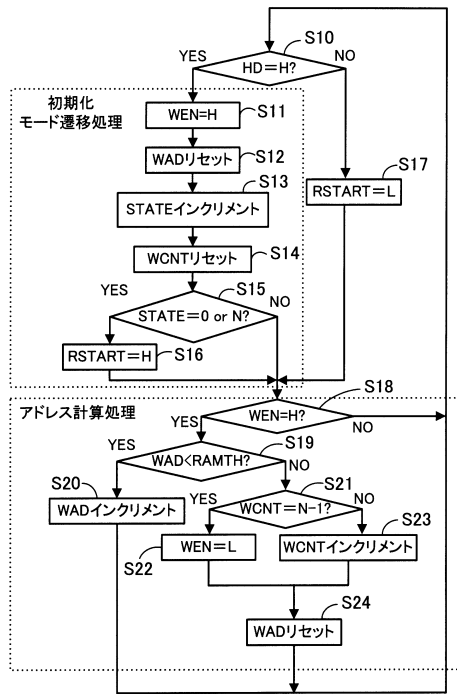 S10
YES
HD=H?
NO
初期化
モード遷移処理
WEN=H
S11
WADリセット
S12
STATEインクリメント
S13
WCNTリセット
S14
RSTART=L
S17
YES
STATE=0 or N?
S15
NO
RSTART=H
S16
アドレス計算処理
YES
WEN=H?
S18
NO
YES
WAD<RAMTH?
S19
NO
S20
WADインクリメント
YES
WCNT=N-1?
S21
NO
WEN=L
S22
WCNTインクリメント
S23
WADリセット
S24